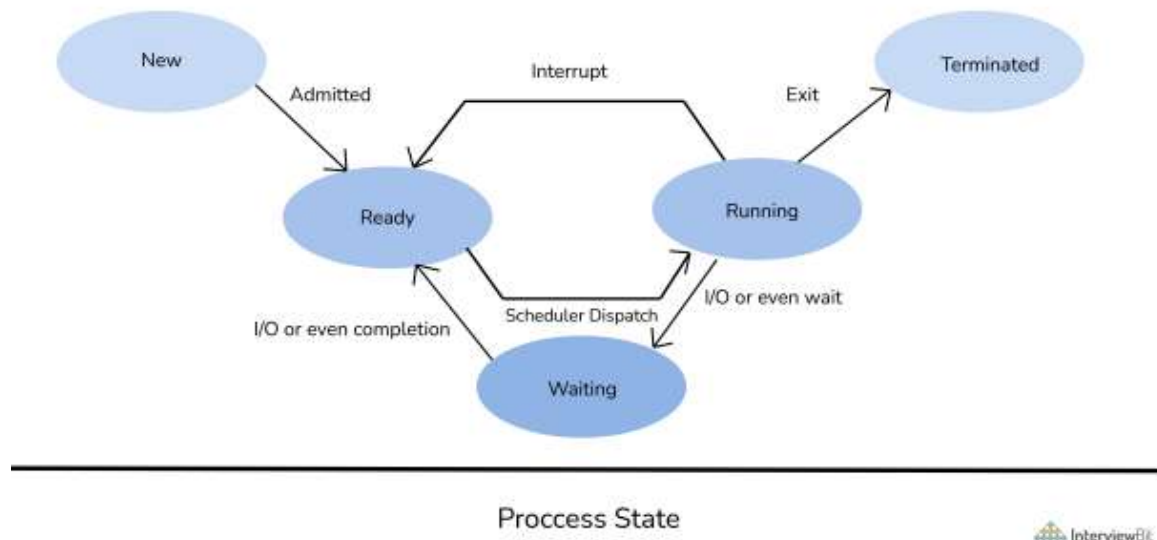 New
Interrupt
Terminated
Admitted
Exit
Ready
Running
I/O or even wait
Scheduler Dispatch
I/O or even completion
Waiting
Proccess State
InterviewBit